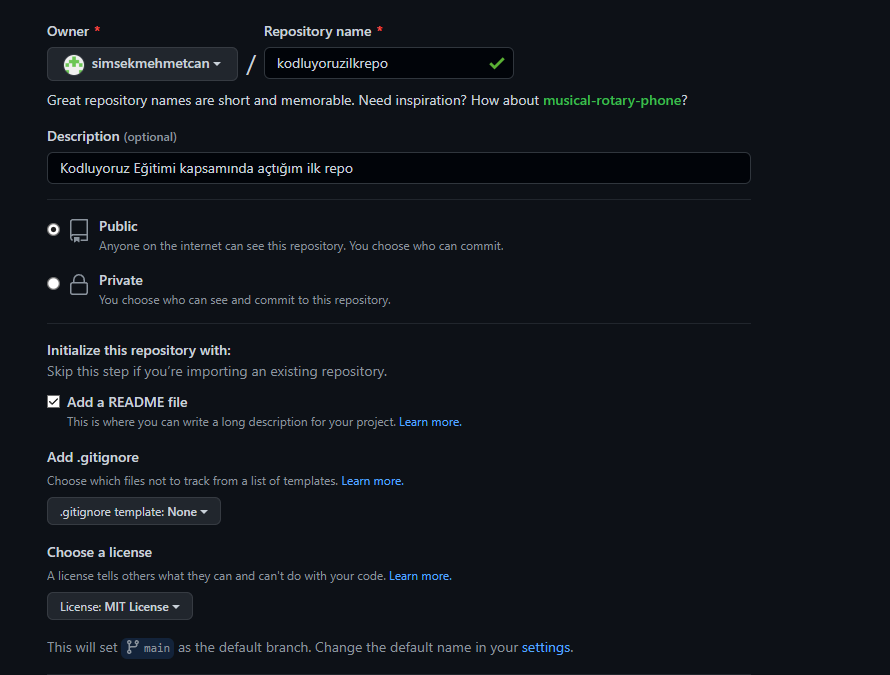 Owner * Repository name *
simsekmehmetcan / kodluyoruzilkrepo
Great repository names are short and memorable. Need inspiration? How about musical-rotary-phone?
Description (optional)
Kodluyoruz Eğitimi kapsamında açtığım ilk repo
Public
Anyone on the internet can see this repository. You choose who can commit.
Private
You choose who can see and commit to this repository.
Initialize this repository with:
Skip this step if you're importing an existing repository.
Add a README file
This is where you can write a long description for your project. Learn more.
Add .gitignore
Choose which files not to track from a list of templates. Learn more.
.gitignore template: None
Choose a license
A license tells others what they can and can't do with your code. Learn more.
License: MIT License
This will set main as the default branch. Change the default name in your settings.